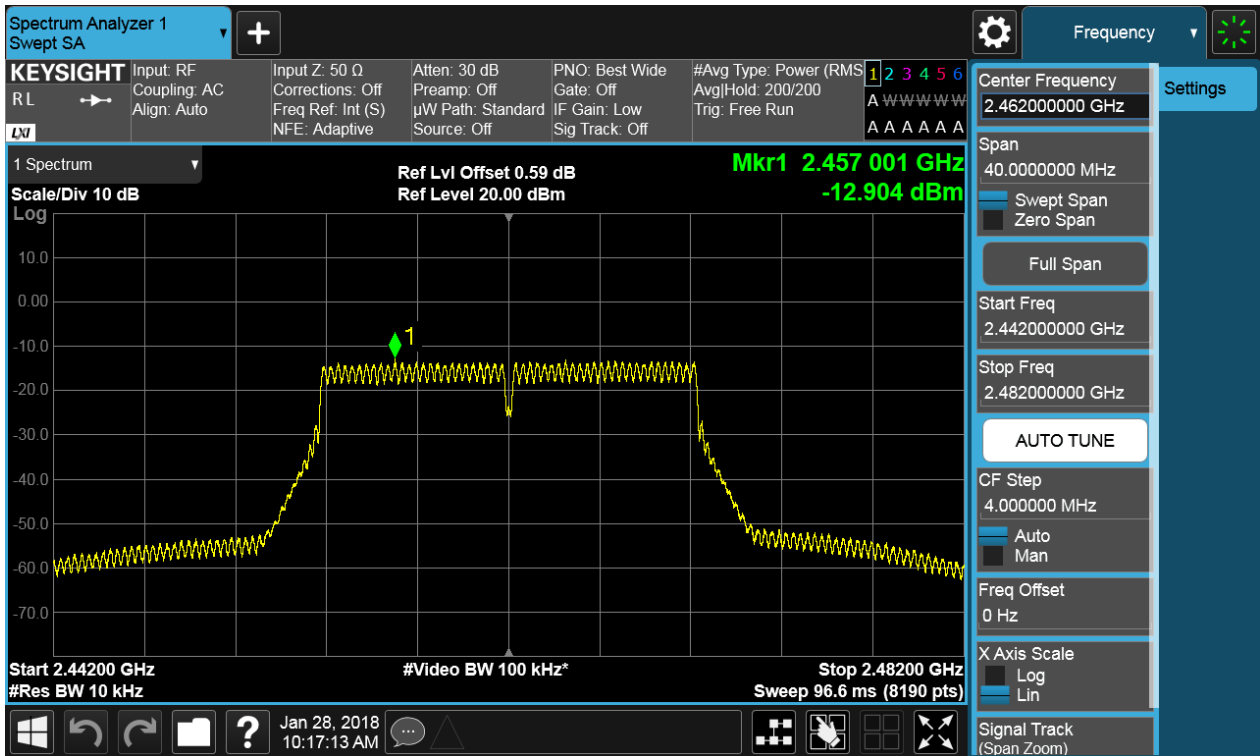 Spectrum Analyzer 1
Swept SA
+
Frequency
KEYSIGHT
R L
LXI
Input: RF
Coupling: AC
Align: Auto
Input Z: 50 Ω
Corrections: Off
Freq Ref: Int (S)
NFE: Adaptive
Atten: 30 dB
Preamp: Off
µW Path: Standard
Source: Off
PNO: Best Wide
Gate: Off
IF Gain: Low
Sig Track: Off
#Avg Type: Power (RMS
Avg|Hold: 200/200
Trig: Free Run
1 2 3 4 5 6
A W W W W W
A A A A A A
1 Spectrum
Scale/Div 10 dB
Log
Ref Lvl Offset 0.59 dB
Ref Level 20.00 dBm
Mkr1 2.457 001 GHz
-12.904 dBm
10.0
0.00
1
-10.0
-20.0
-30.0
-40.0
-50.0
-60.0
-70.0
Start 2.44200 GHz
#Res BW 10 kHz
#Video BW 100 kHz*
Stop 2.48200 GHz
Sweep 96.6 ms (8190 pts)
Center Frequency
2.462000000 GHz
Span
40.0000000 MHz
Swept Span
Zero Span
Full Span
Start Freq
2.442000000 GHz
Stop Freq
2.482000000 GHz
AUTO TUNE
CF Step
4.000000 MHz
Auto
Man
Freq Offset
0 Hz
X Axis Scale
Log
Lin
Signal Track
(Span Zoom)
Settings
?
Jan 28, 2018
10:17:13 AM